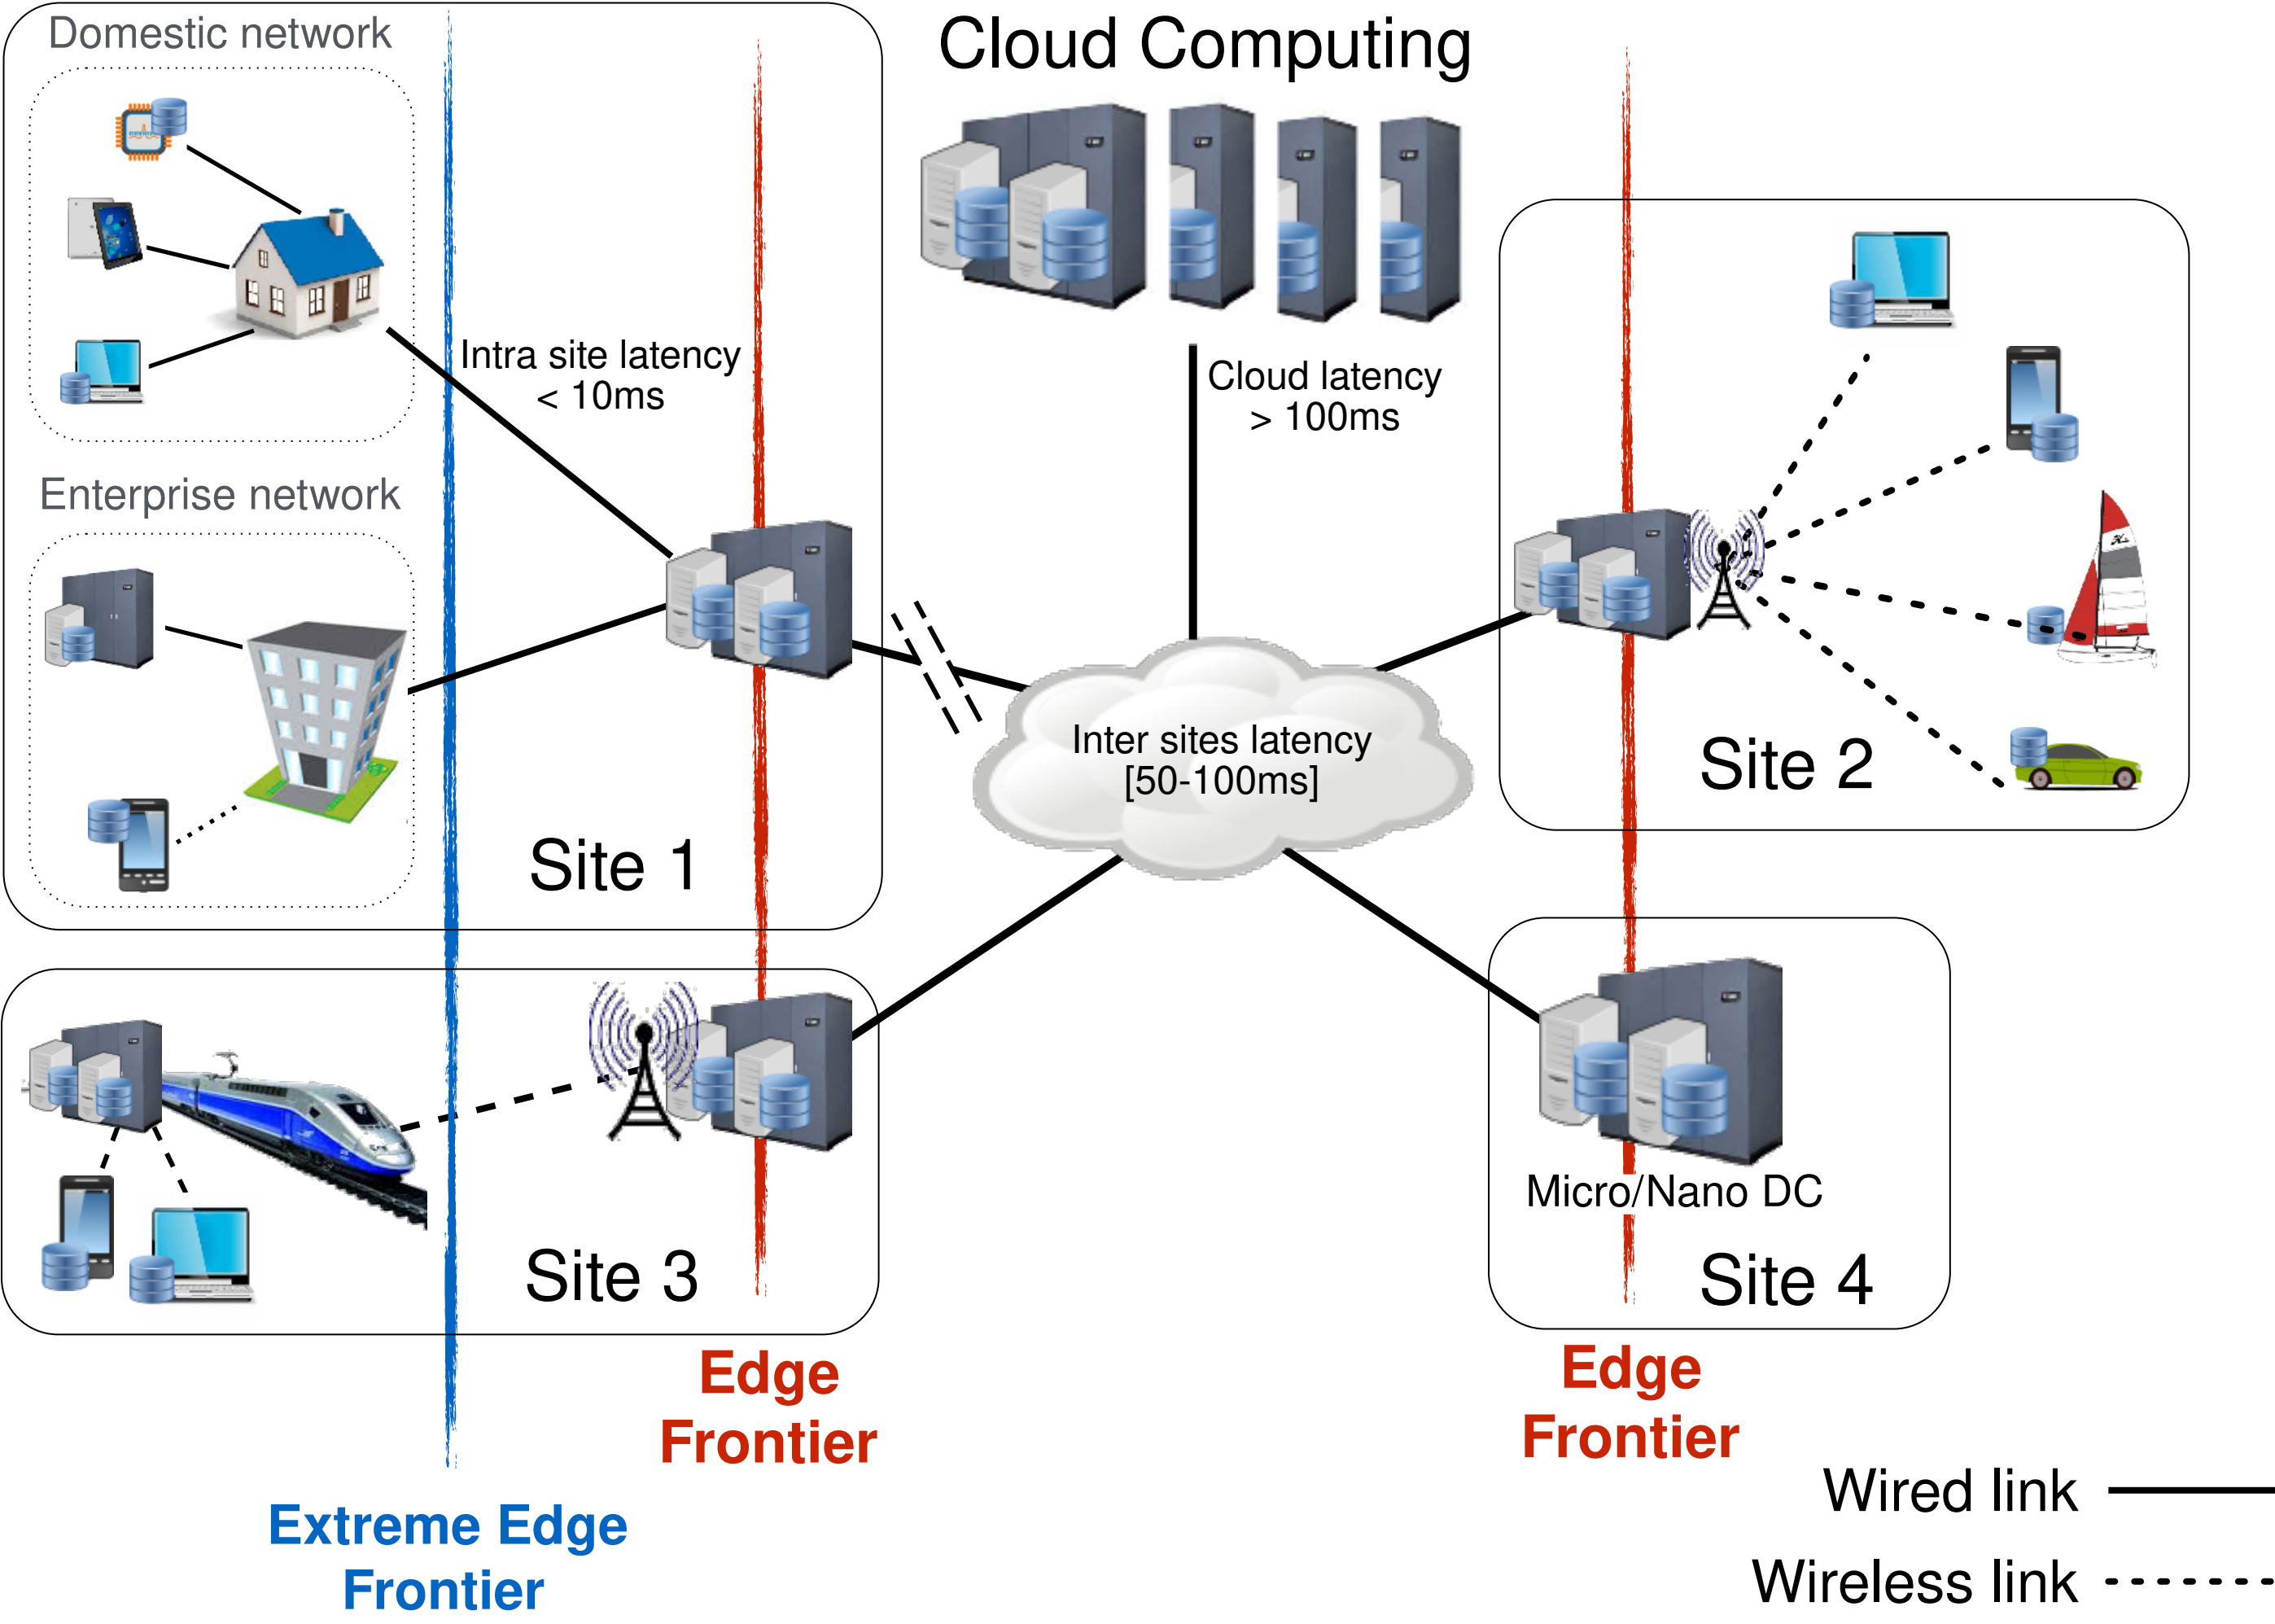 Domestic network
Cloud Computing
Intra site latency
< 10ms
Cloud latency
> 100ms
Enterprise network
Inter sites latency
[50-100ms]
Site 1
Site 2
Site 3
Micro/Nano DC
Site 4
Edge
Frontier
Edge
Frontier
Extreme Edge
Frontier
Wired link
Wireless link